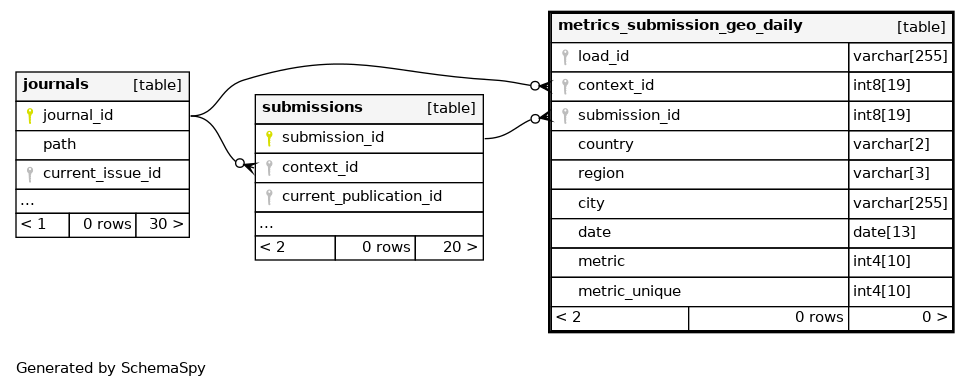 journals [table]
journal_id
path
current_issue_id
...
< 1 0 rows 30 >
submissions [table]
submission_id
context_id
current_publication_id
...
< 2 0 rows 20 >
metrics_submission_geo_daily [table]
load_id varchar[255]
context_id int8[19]
submission_id int8[19]
country varchar[2]
region varchar[3]
city varchar[255]
date date[13]
metric int4[10]
metric_unique int4[10]
< 2 0 rows 0 >
Generated by SchemaSpy